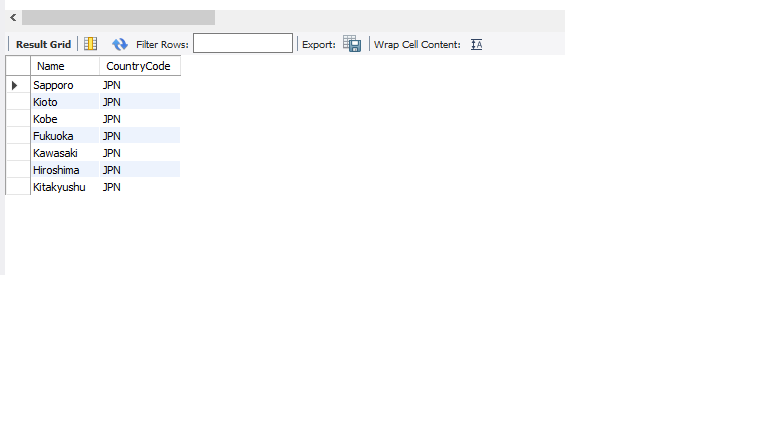 Result Grid Filter Rows: Export: Wrap Cell Content: A
Name CountryCode
Sapporo JPN
Kioto JPN
Kobe JPN
Fukuoka JPN
Kawasaki JPN
Hiroshima JPN
Kitakyushu JPN